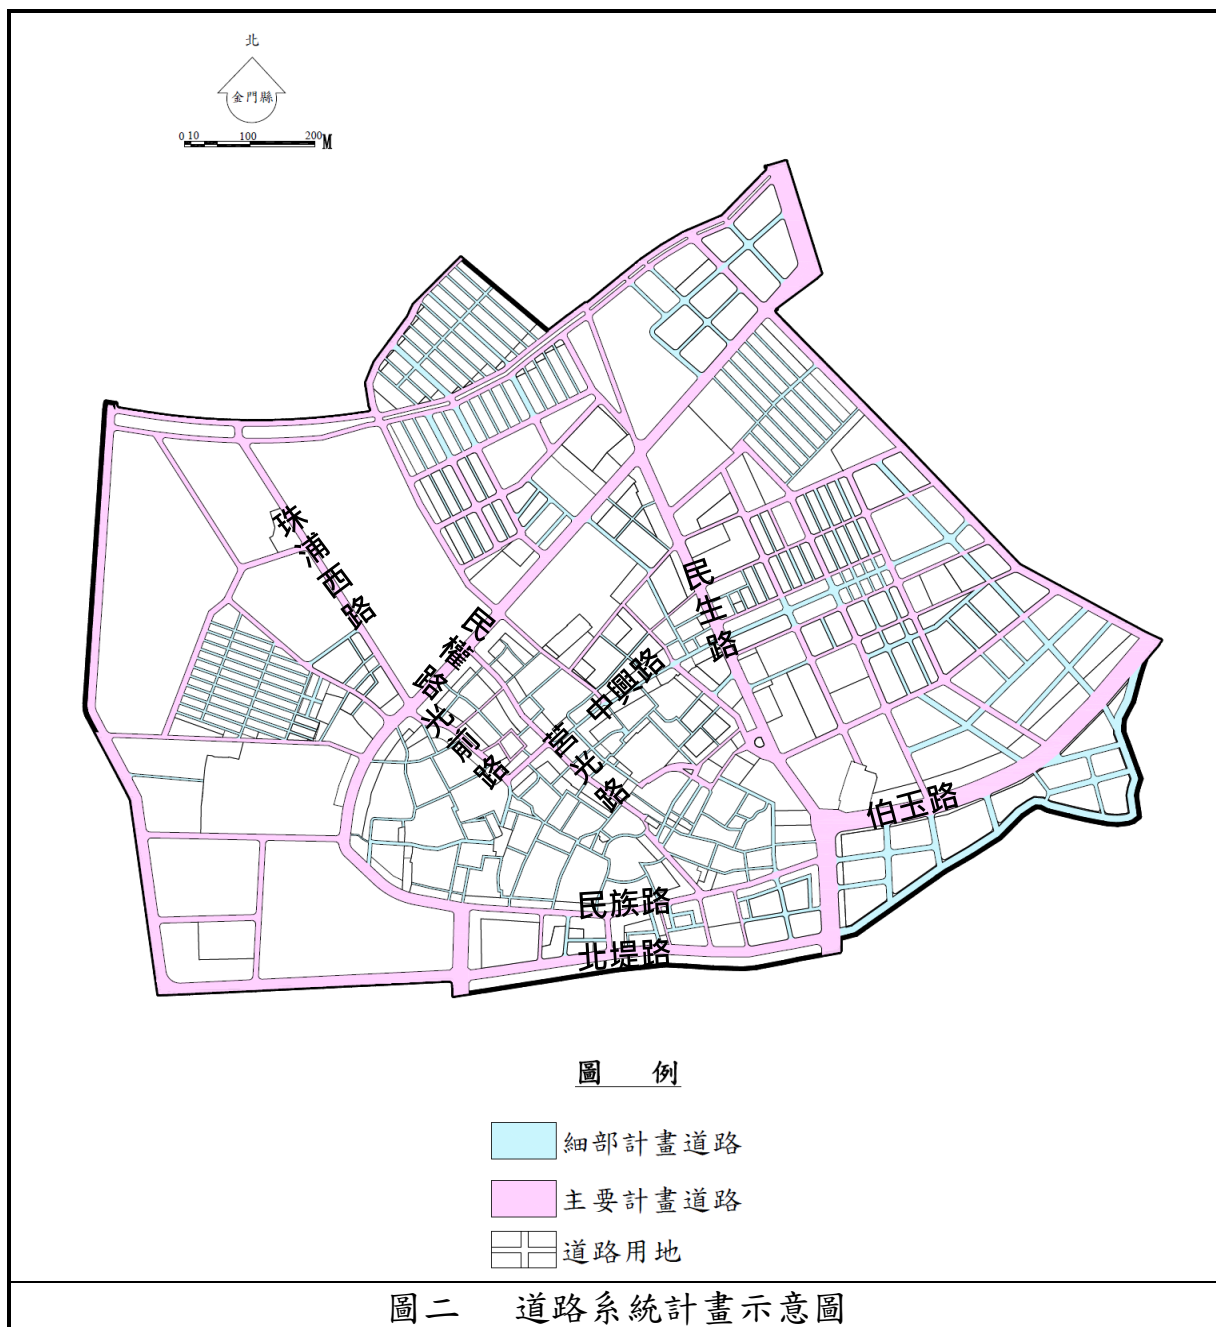 北
金門縣
0 10 100 200 M
珠浦西路
民權路
光前路
中興路
莒光路
民生路
伯玉路
民族路
北堤路
圖 例
細部計畫道路
主要計畫道路
道路用地
圖二 道路系統計畫示意圖